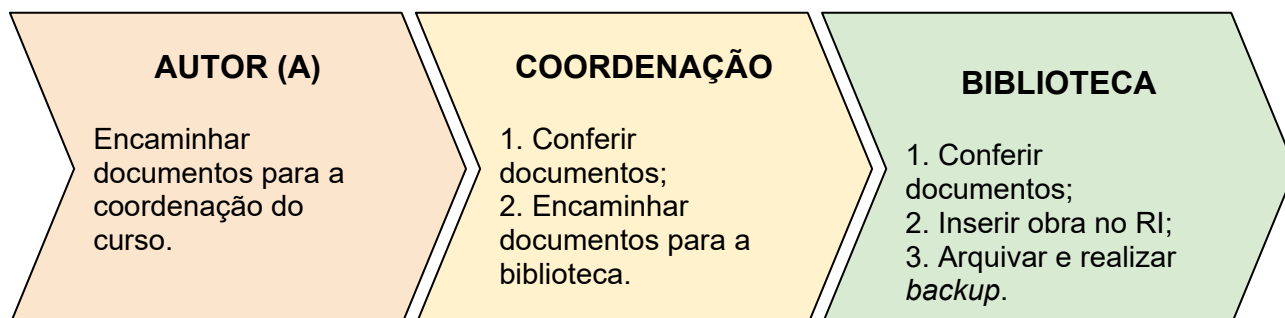 AUTOR (A)
Encaminhar
documentos para a
coordenação do
curso.
COORDENAÇÃO
1. Conferir
documentos;
2. Encaminhar
documentos para a
biblioteca.
BIBLIOTECA
1. Conferir
documentos;
2. Inserir obra no RI;
3. Arquivar e realizar
backup.